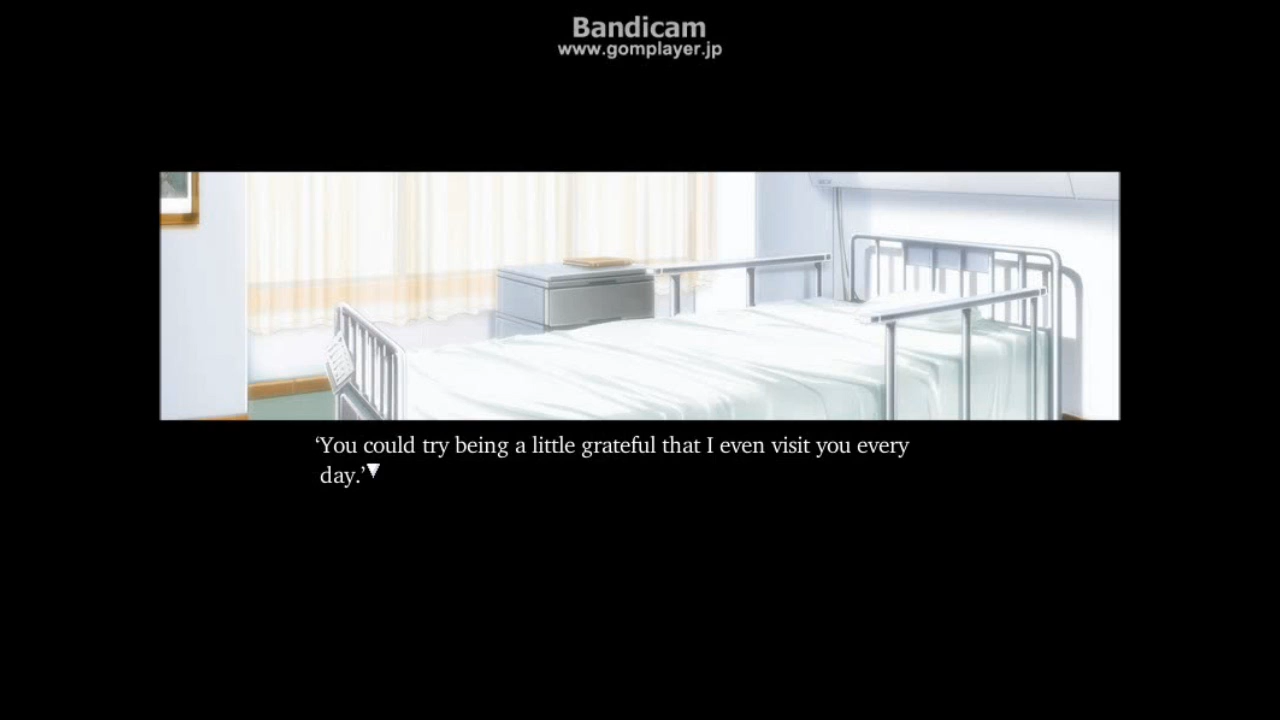 Bandicam
www.gomplayer.jp
‘You could try being a little grateful that I even visit you every
day.’